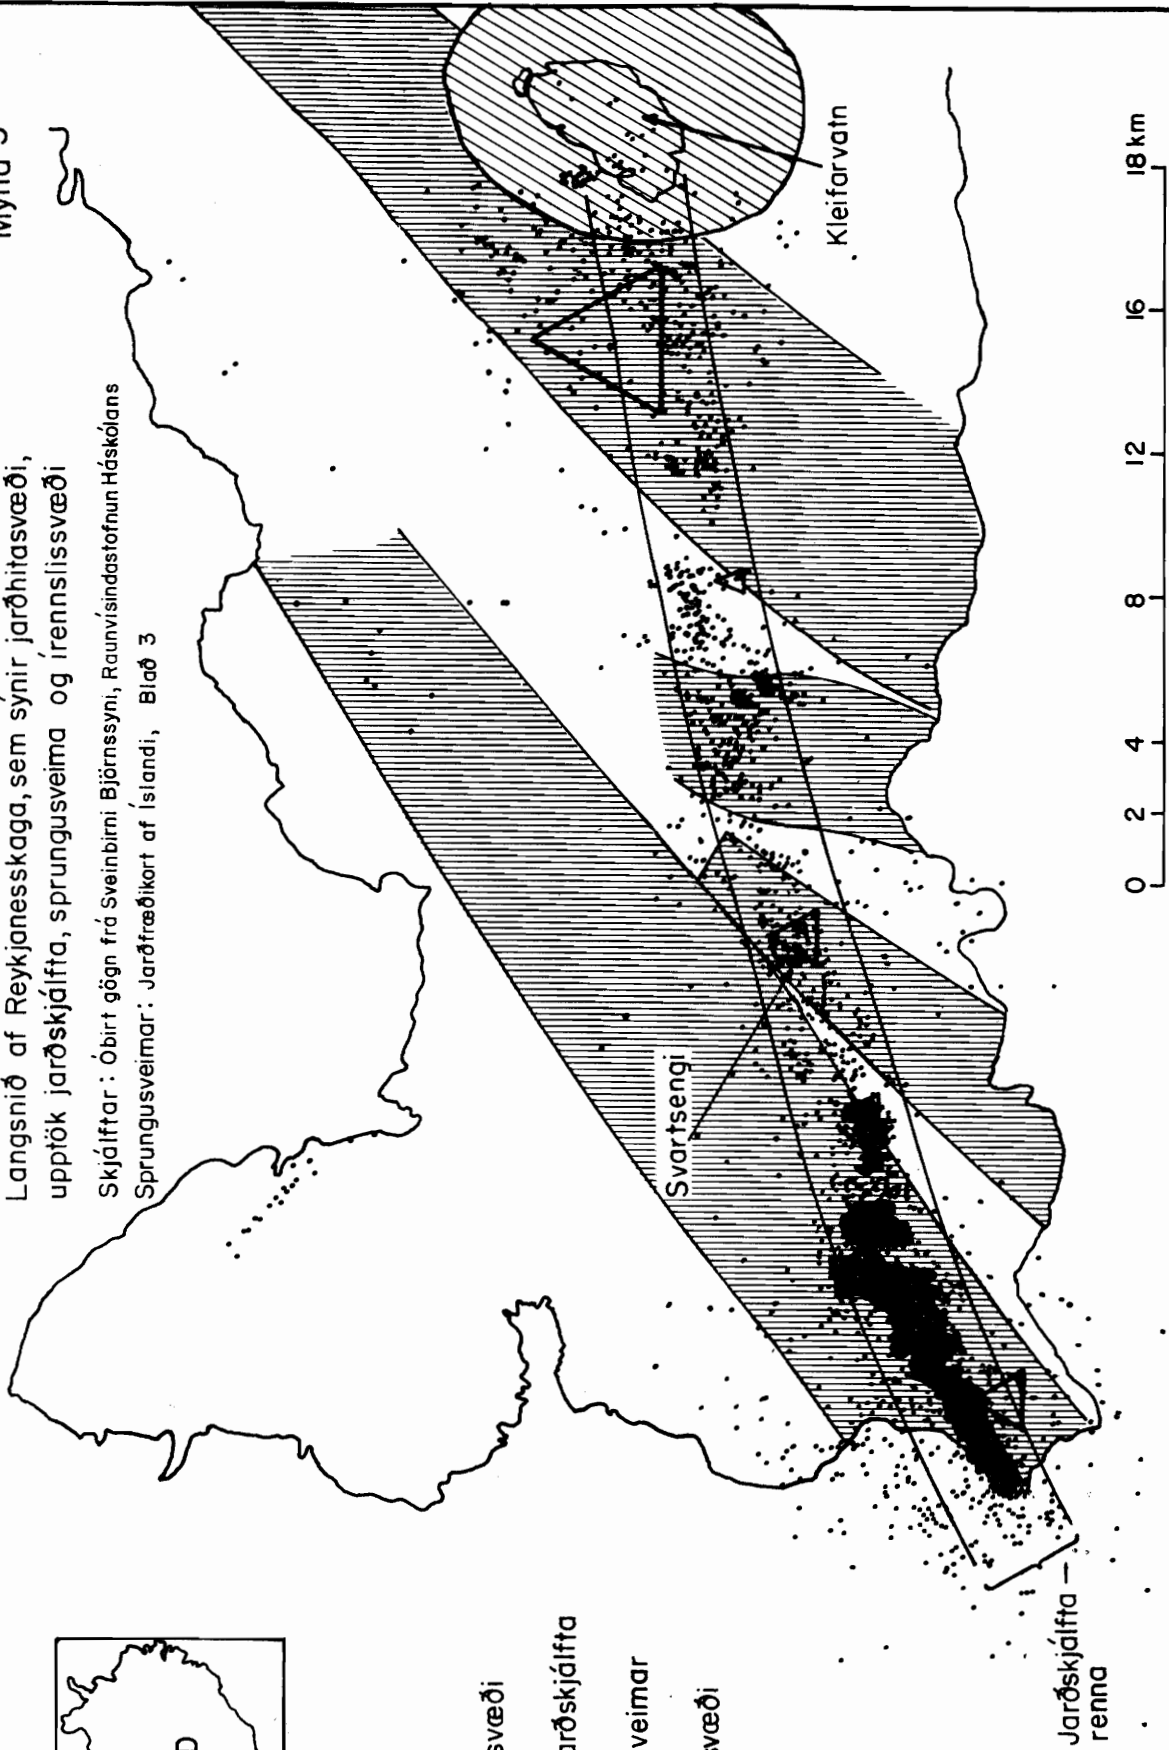 Langsnið af Reykjanesskaga, sem sýnir jarðhitasvæði,
upptök jarðskjálfta, sprungusveima og írennslissvæði
Skjálftar : Óbirt gögn frá Sveinbirni Björnssyni, Raunvísindastofnun Háskólans
Sprungusveimar : Jarðfræðikort af Íslandi, Blað 3
Svartsengi
Kleifarvatn
0 2 4 8 12 16 18 km
svæði
arðskjálfta
veimar
svæði
Jarðskjálfta –
renna